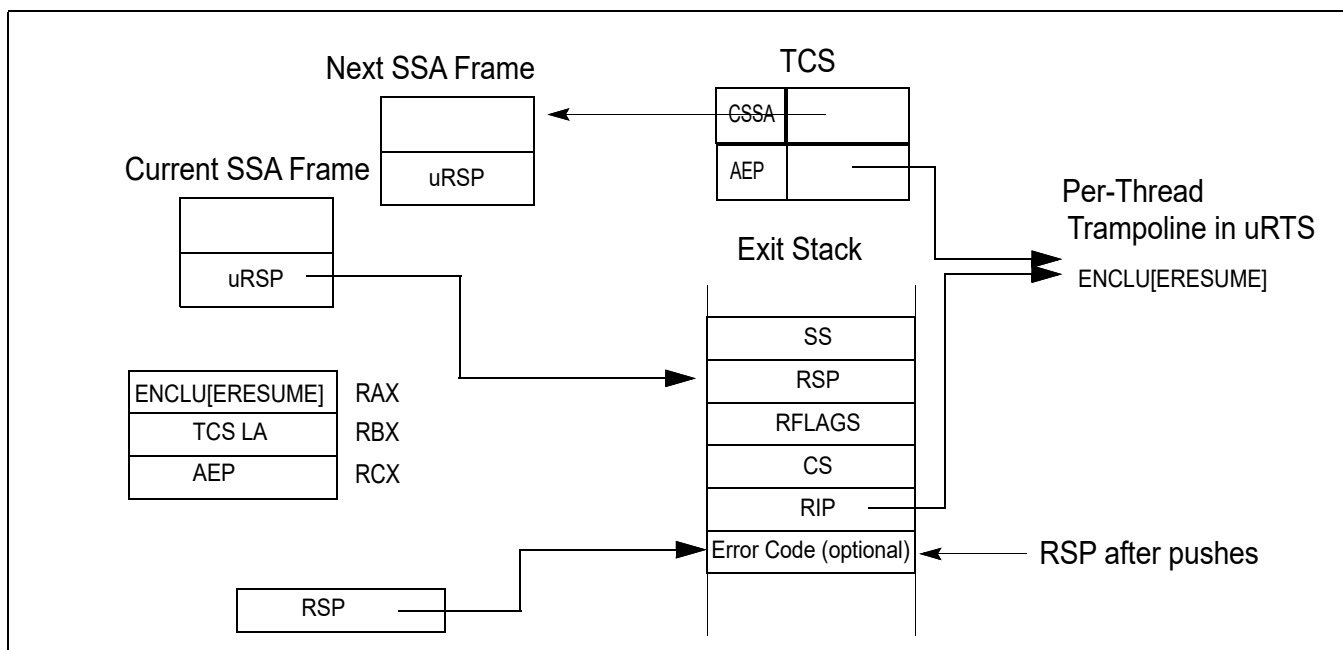 Next SSA Frame
TCS
CSSA
Current SSA Frame
uRSP
AEP
Per-Thread
Trampoline in uRTS
Exit Stack
uRSP
ENCLU[ERESUME]
SS
RSP
ENCLU[ERESUME] RAX
RFLAGS
TCS LA RBX
CS
AEP RCX
RIP
Error Code (optional)
RSP after pushes
RSP